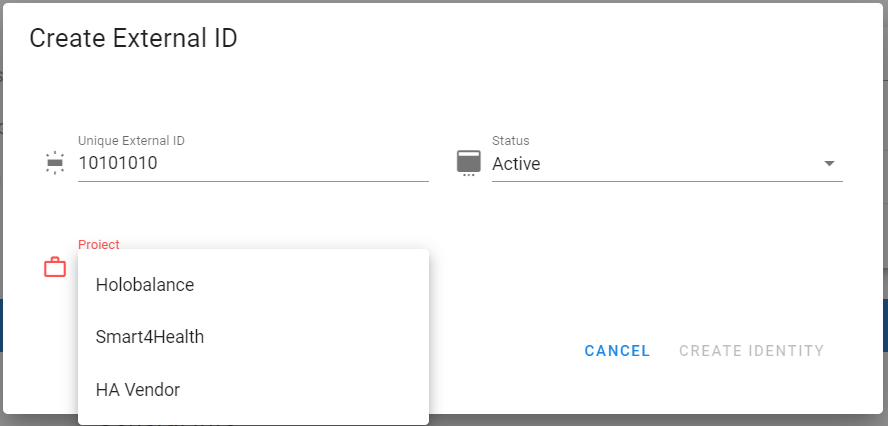 Create External ID
Unique External ID
10101010
Status
Active
Project
Holobalance
Smart4Health
HA Vendor
CANCEL
CREATE IDENTITY